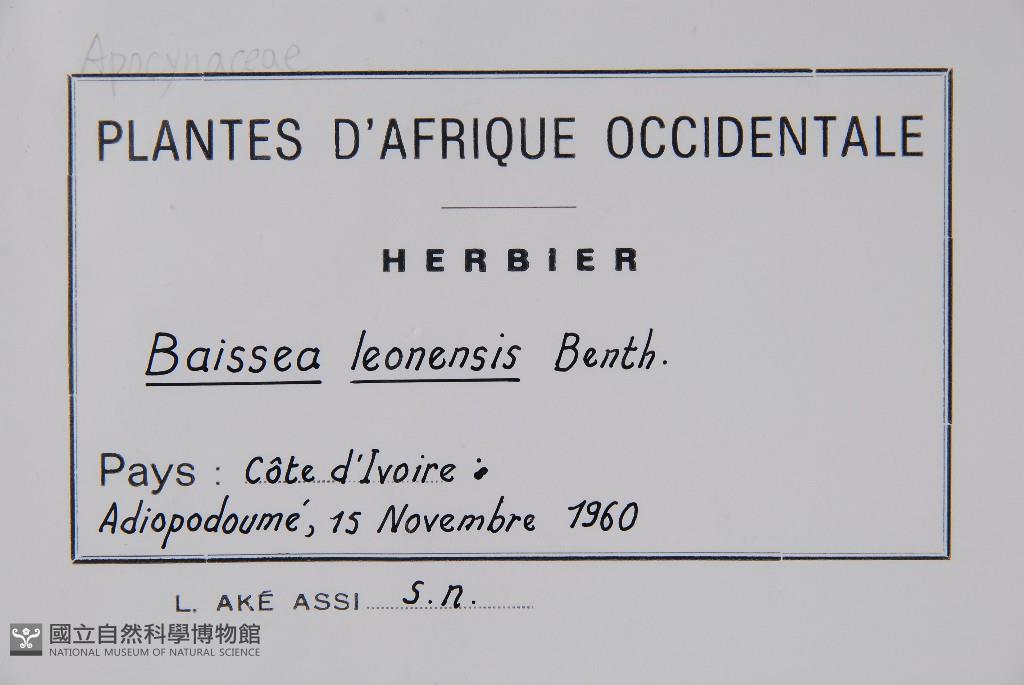 Apocynaceae
PLANTES D'AFRIQUE OCCIDENTALE
HERBIER
Baissea leonensis Benth.
Pays : Côte d'Ivoire :
Adiopodoumé, 15 Novembre 1960
L. AKÉ ASSI s.n.
國立自然科學博物館
NATIONAL MUSEUM OF NATURAL SCIENCE